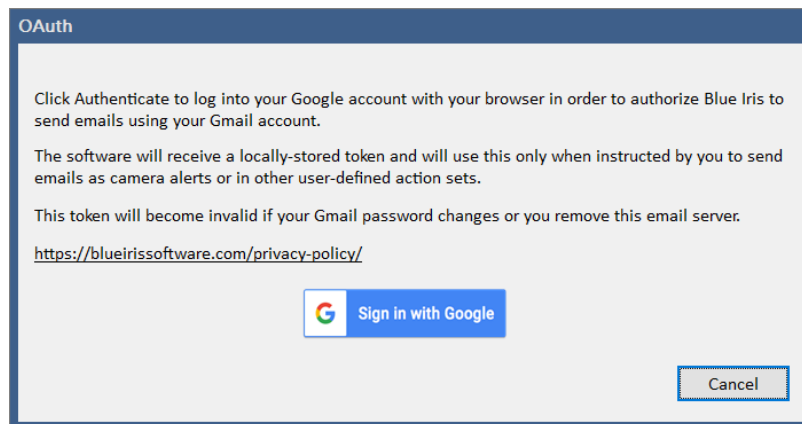 OAuth
Click Authenticate to log into your Google account with your browser in order to authorize Blue Iris to
send emails using your Gmail account.
The software will receive a locally-stored token and will use this only when instructed by you to send
emails as camera alerts or in other user-defined action sets.
This token will become invalid if your Gmail password changes or you remove this email server.
https://blueirissoftware.com/privacy-policy/
G Sign in with Google
Cancel